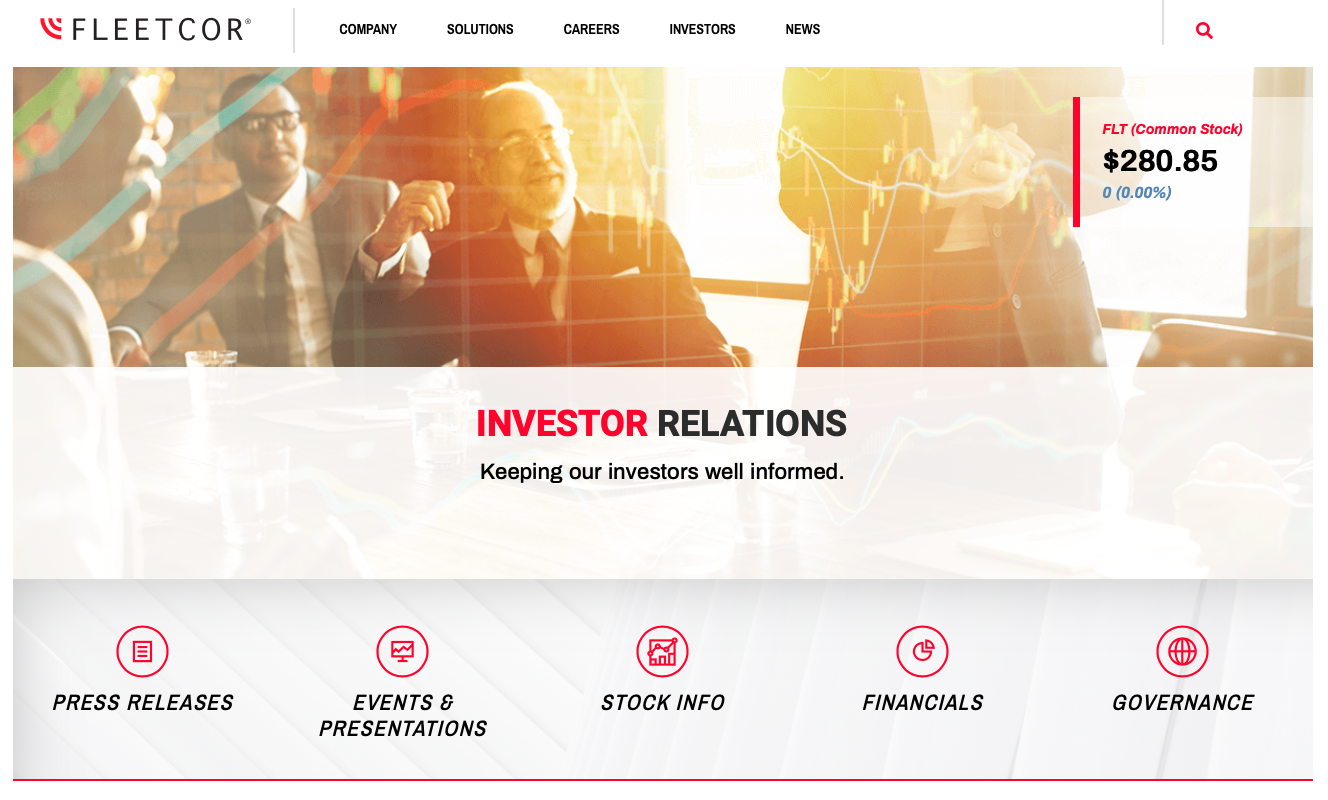 FLEETCOR®
COMPANY
SOLUTIONS
CAREERS
INVESTORS
NEWS
FLT (Common Stock)
$280.85
0 (0.00%)
INVESTOR RELATIONS
Keeping our investors well informed.
PRESS RELEASES
EVENTS &
PRESENTATIONS
STOCK INFO
FINANCIALS
GOVERNANCE